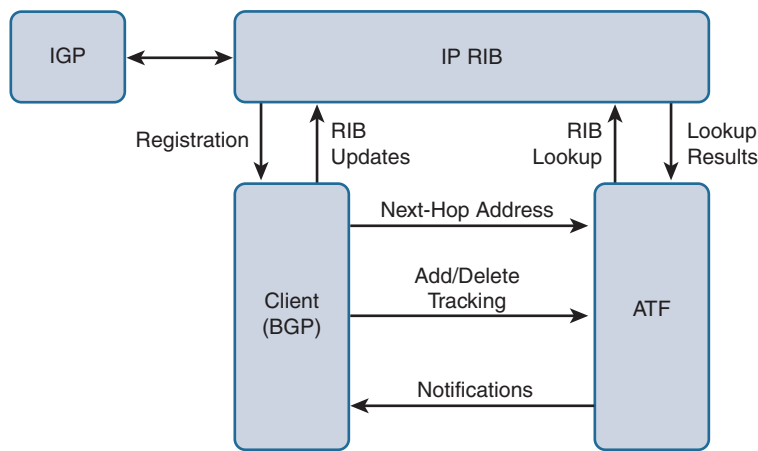 IGP
IP RIB
Registration
RIB
Updates
RIB
Lookup
Lookup
Results
Next-Hop Address
Add/Delete
Tracking
Client
(BGP)
ATF
Notifications